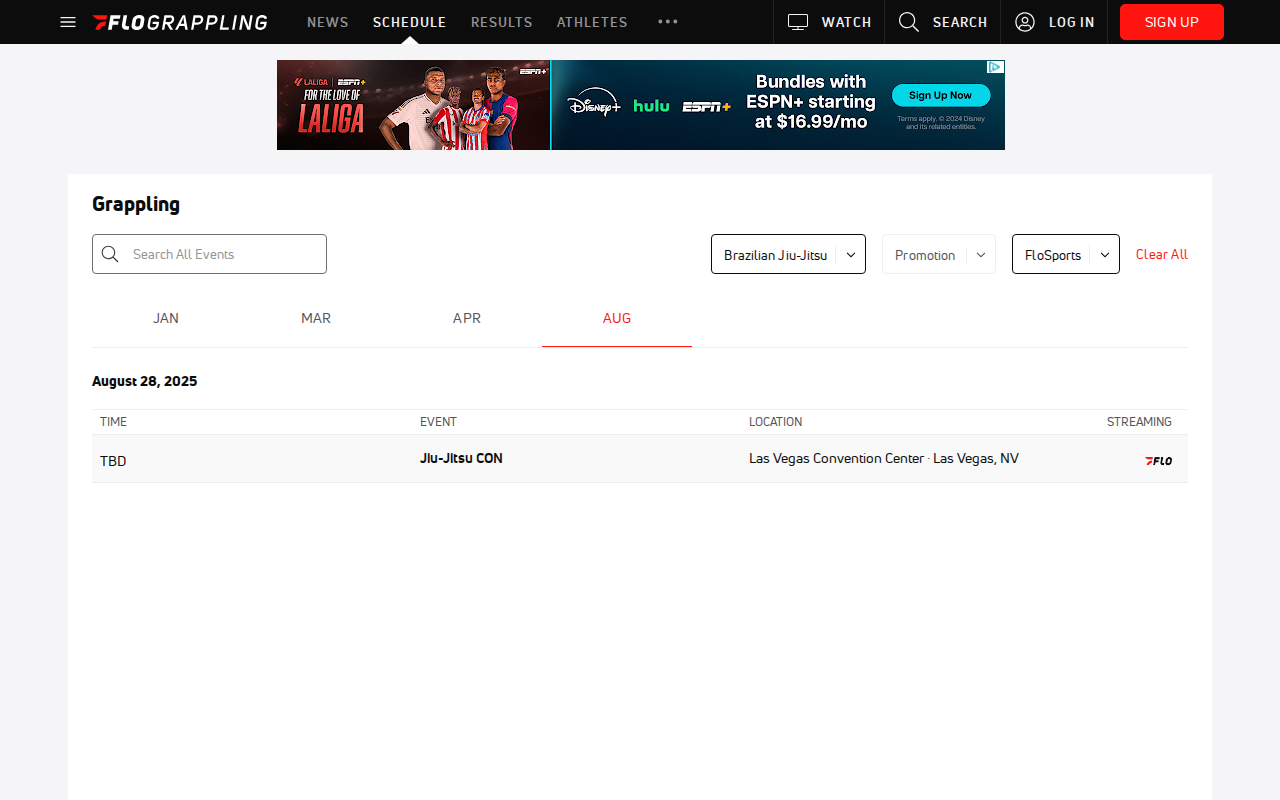 FLOGRAPPLING NEWS SCHEDULE RESULTS ATHLETES ••• WATCH SEARCH LOG IN SIGN UP
LALIGA ESPN+ ESPN+
FOR THE LOVE OF
LALIGA
Disney+ hulu ESPN+
Bundles with
ESPN+ starting
at $16.99/mo
Sign Up Now
Terms apply. © 2024 Disney
and its related entities.
Grappling
Search All Events Brazilian Jiu-Jitsu Promotion FloSports Clear All
JAN MAR APR AUG
August 28, 2025
TIME EVENT LOCATION STREAMING
TBD Jiu-Jitsu CON Las Vegas Convention Center · Las Vegas, NV FLO